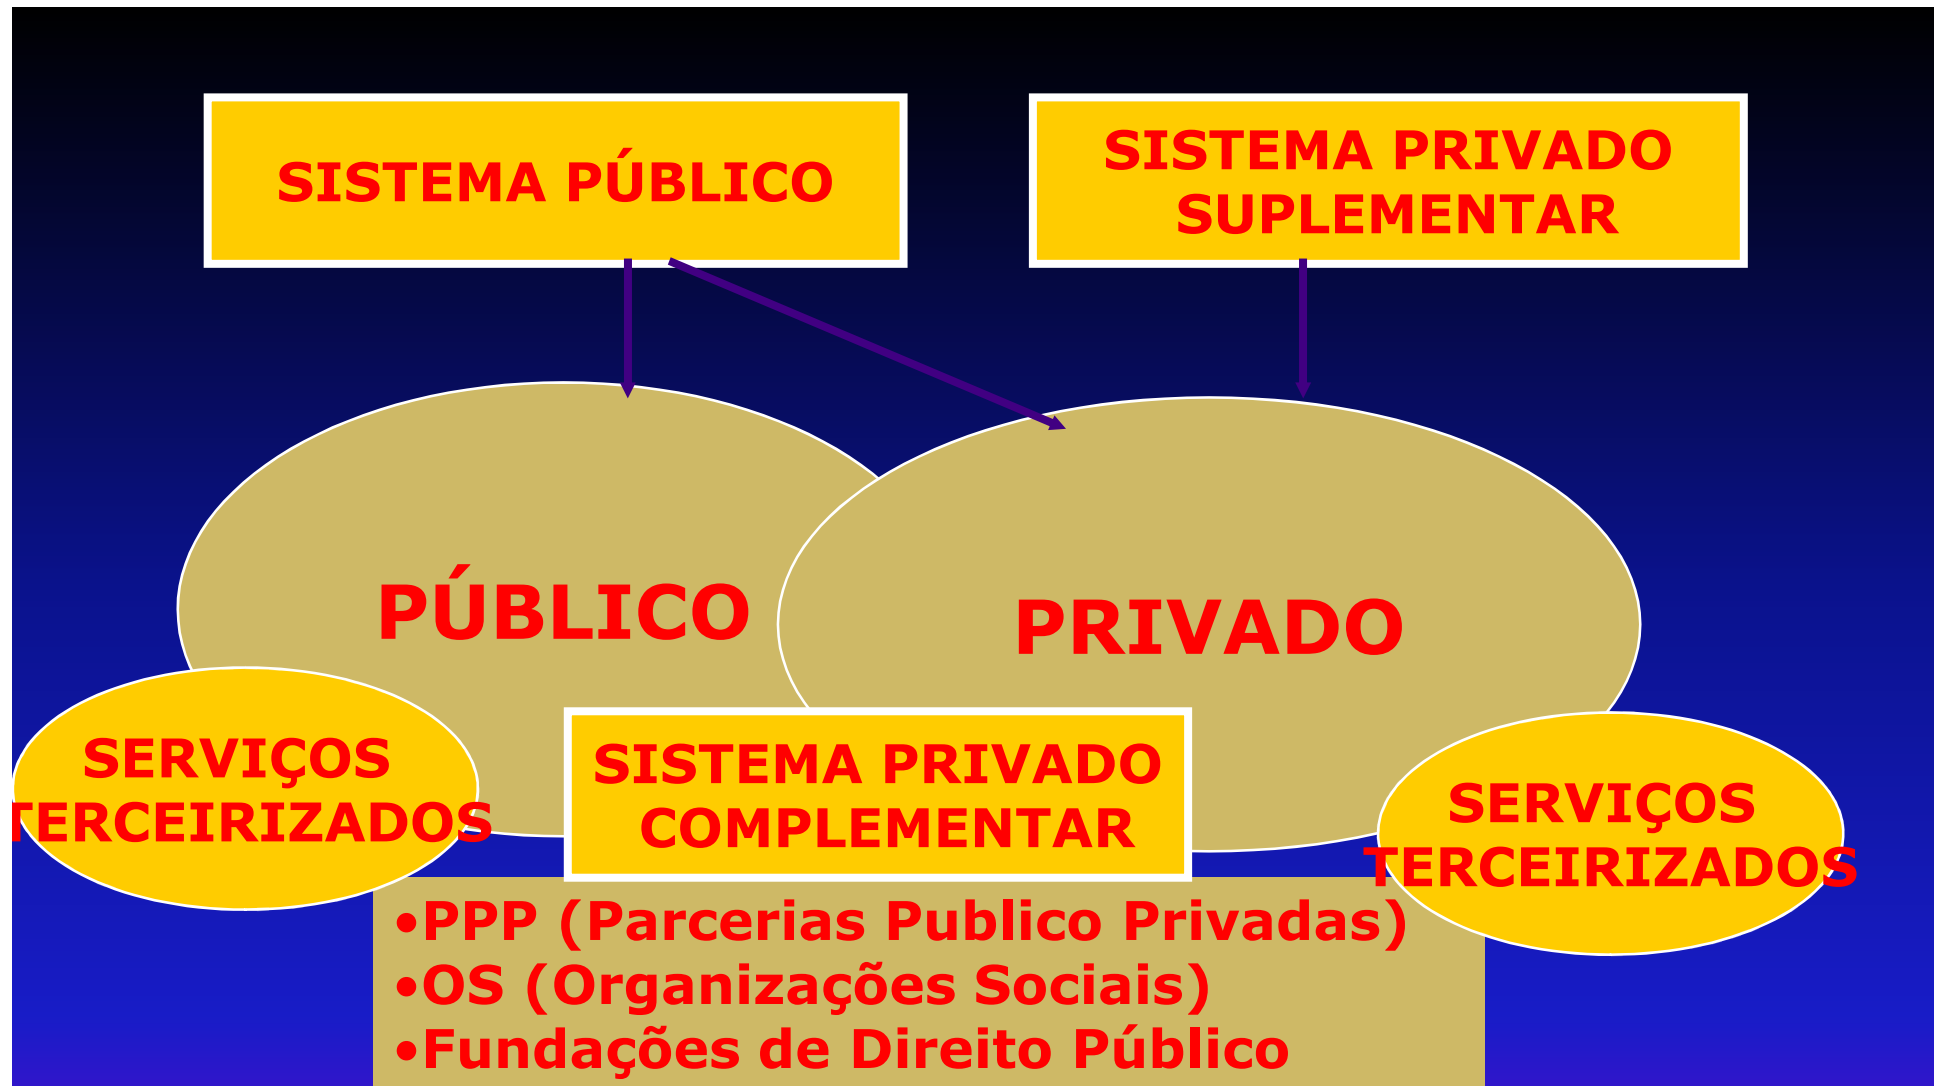 SISTEMA PÚBLICO
SISTEMA PRIVADO
SUPLEMENTAR
PÚBLICO
PRIVADO
SERVIÇOS
TERCEIRIZADOS
SISTEMA PRIVADO
COMPLEMENTAR
SERVIÇOS
TERCEIRIZADOS
•PPP (Parcerias Publico Privadas)
•OS (Organizações Sociais)
•Fundações de Direito Público